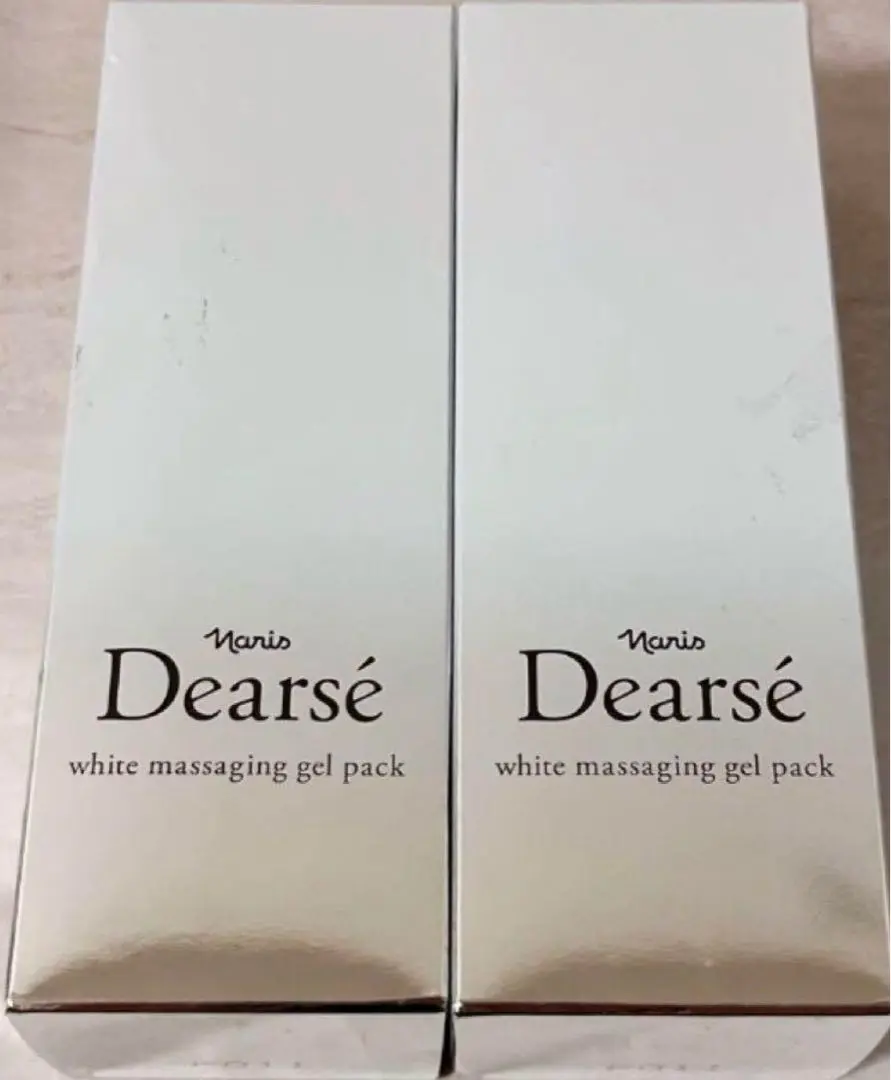 Naris
Dearsé
white massaging gel pack
Naris
Dearsé
white massaging gel pack